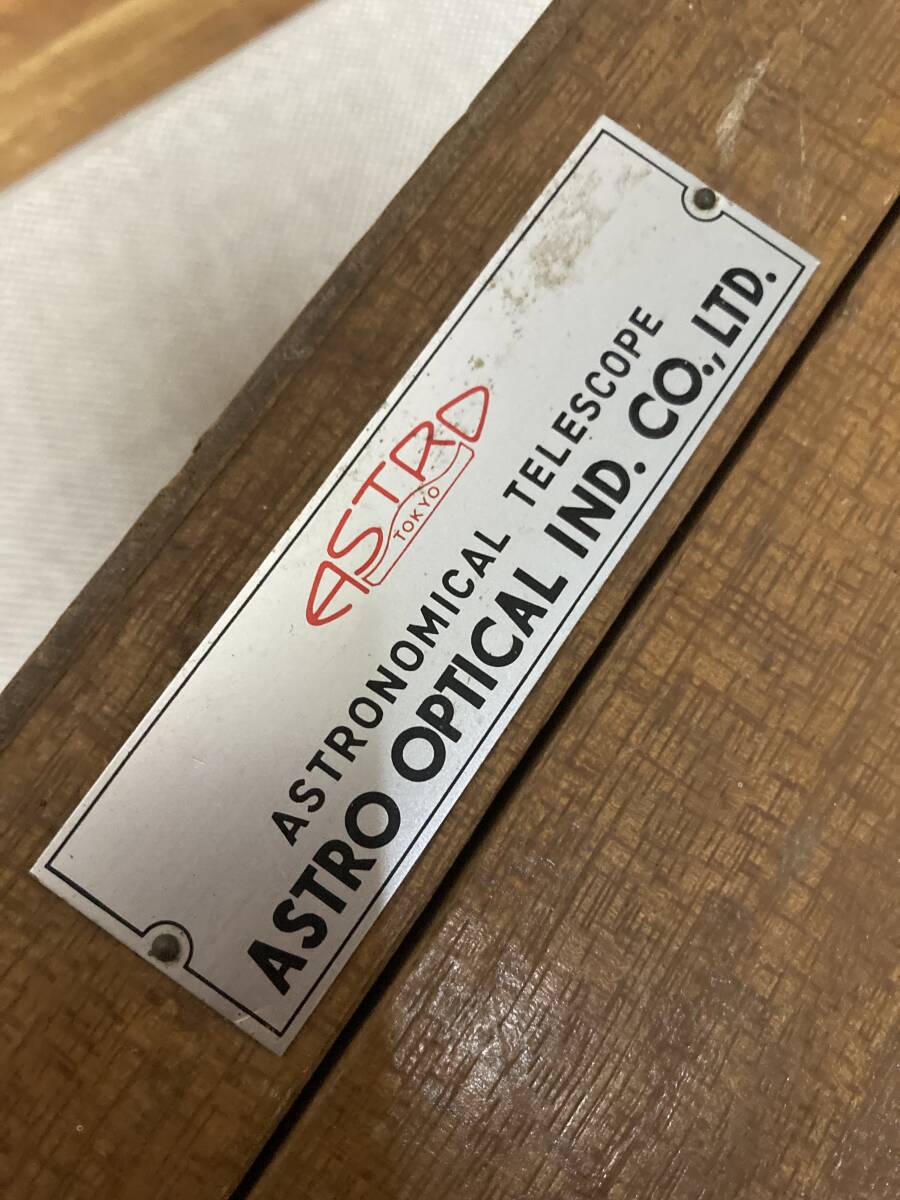 ASTRO
TOKYO
ASTRONOMICAL TELESCOPE
ASTRO OPTICAL IND. CO., LTD.